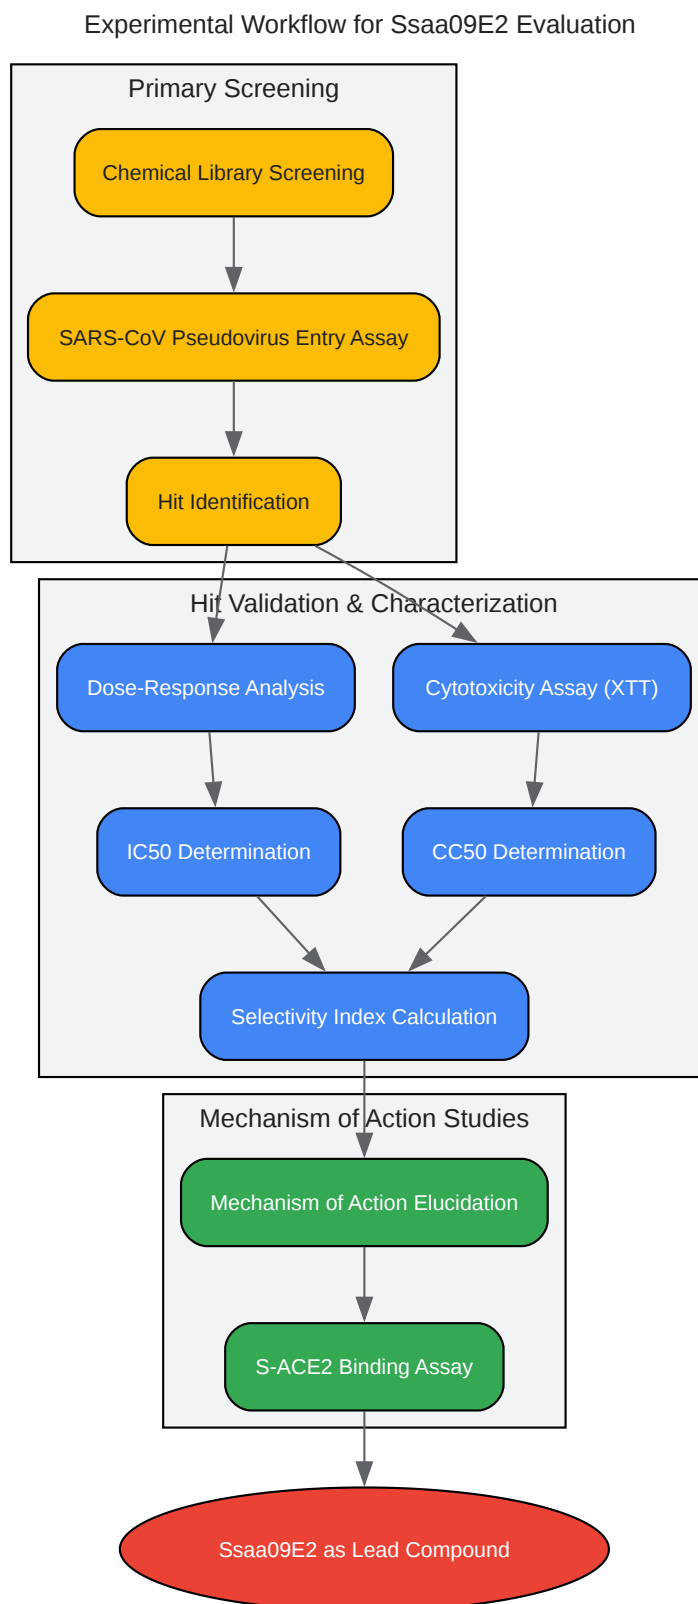 Experimental Workflow for Ssaa09E2 Evaluation
Primary Screening
Chemical Library Screening
SARS-CoV Pseudovirus Entry Assay
Hit Identification
Hit Validation & Characterization
Dose-Response Analysis
Cytotoxicity Assay (XTT)
IC50 Determination
CC50 Determination
Selectivity Index Calculation
Mechanism of Action Studies
Mechanism of Action Elucidation
S-ACE2 Binding Assay
Ssaa09E2 as Lead Compound